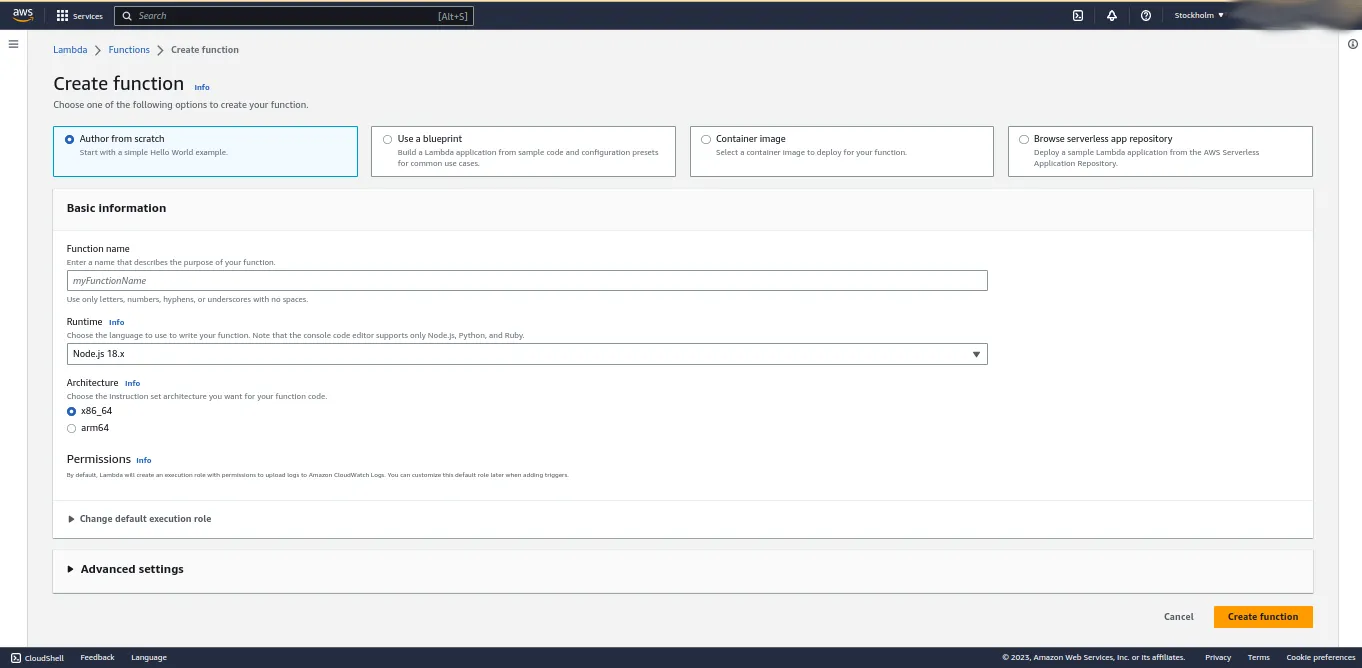 aws
Services
Search
[Alt+S]
Stockholm
Lambda
Functions
Create function
Create function Info
Choose one of the following options to create your function.
Author from scratch
Start with a simple Hello World example.
Use a blueprint
Build a Lambda application from sample code and configuration presets
for common use cases.
Container image
Select a container image to deploy for your function.
Browse serverless app repository
Deploy a sample Lambda application from the AWS Serverless
Application Repository.
Basic information
Function name
Enter a name that describes the purpose of your function.
myFunctionName
Use only letters, numbers, hyphens, or underscores with no spaces.
Runtime Info
Choose the language to use to write your function. Note that the console code editor supports only Node.js, Python, and Ruby.
Node.js 18.x
Architecture Info
Choose the instruction set architecture you want for your function code.
x86_64
arm64
Permissions Info
By default, Lambda will create an execution role with permissions to upload logs to Amazon CloudWatch Logs. You can customize this default role later when adding triggers.
Change default execution role
Advanced settings
Cancel
Create function
CloudShell
Feedback
Language
© 2023, Amazon Web Services, Inc. or its affiliates.
Privacy
Terms
Cookie preferences